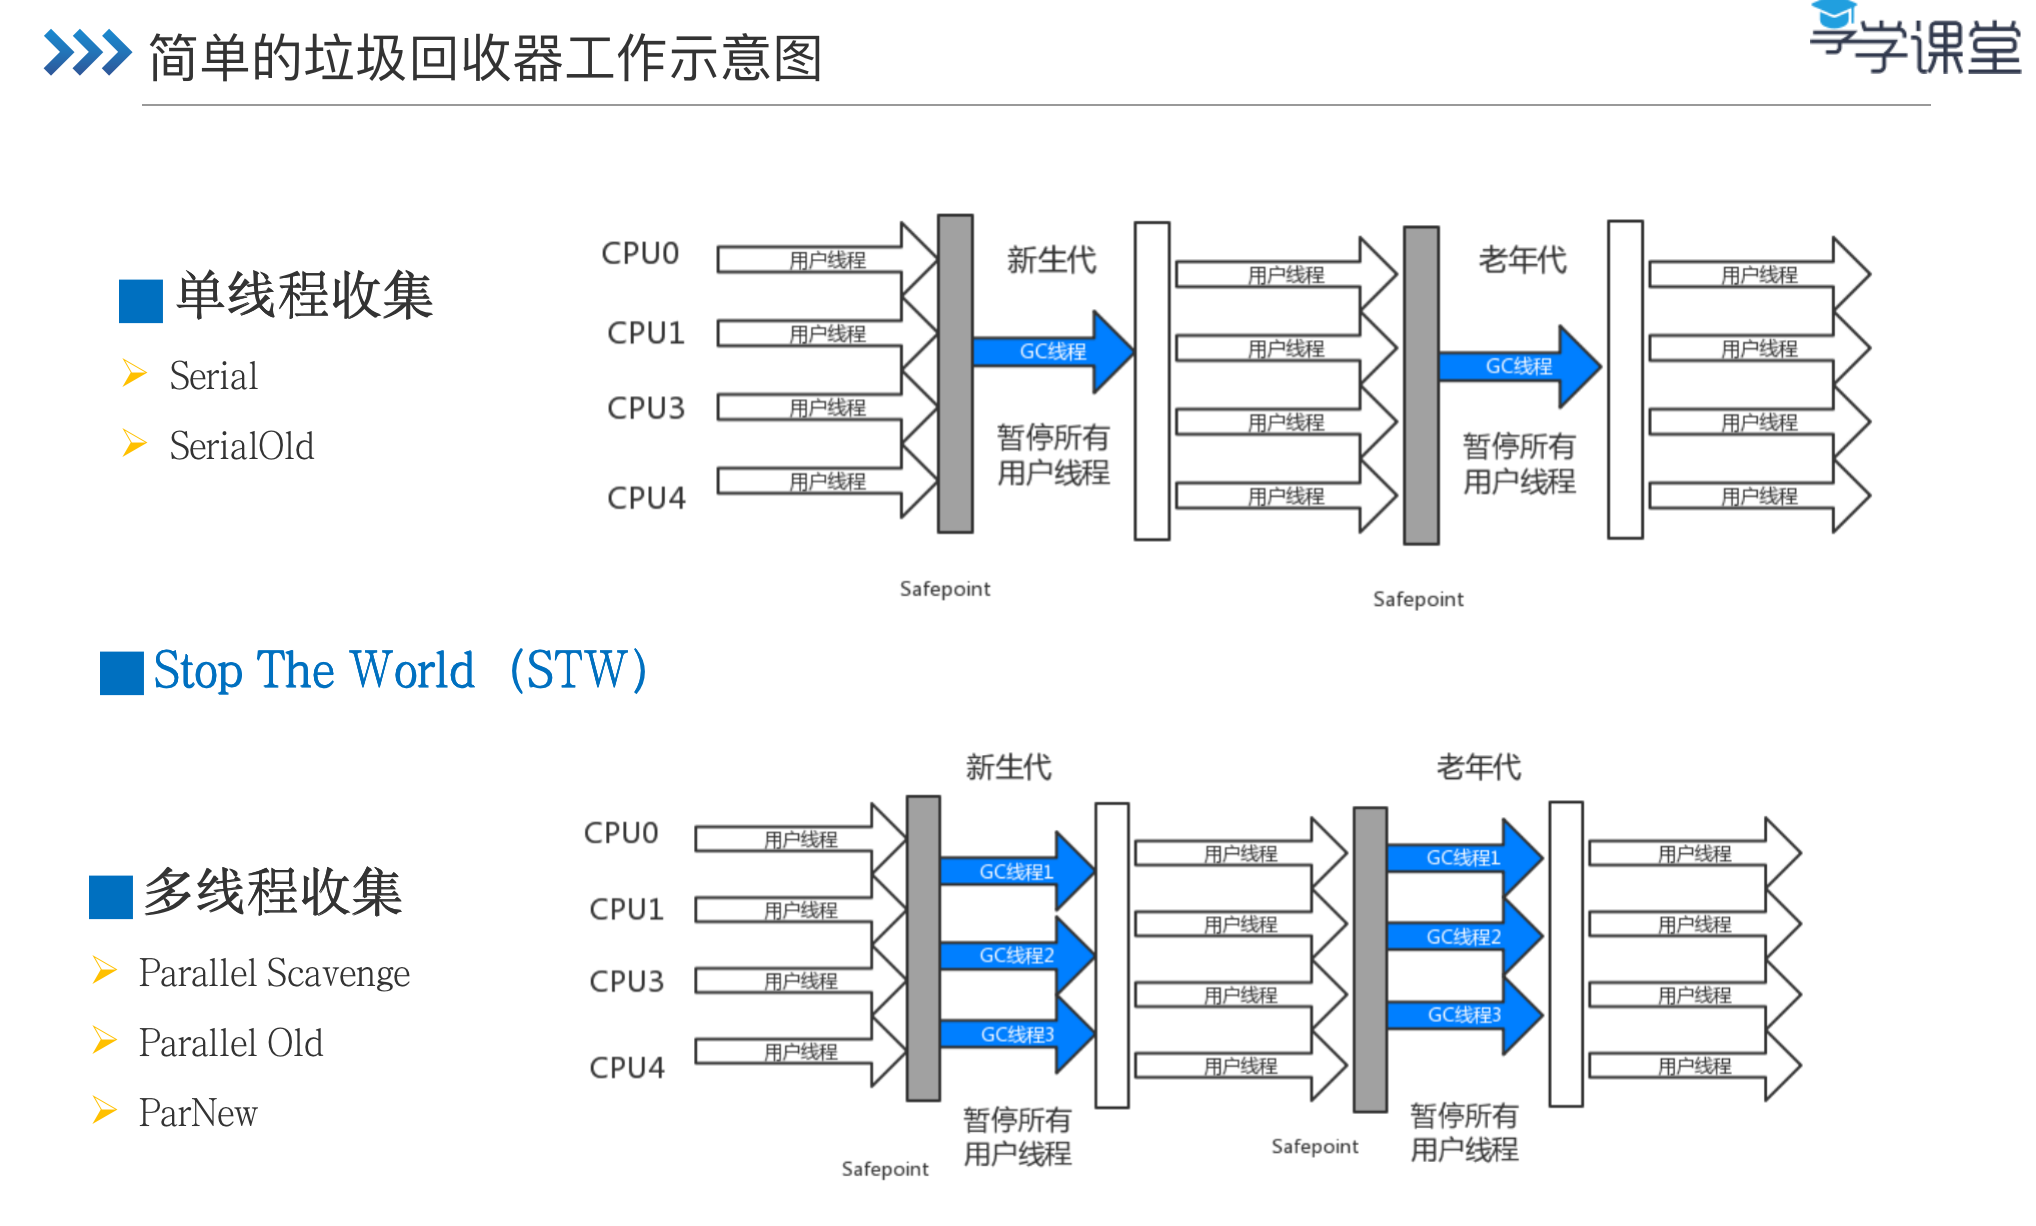 简单的垃圾回收器工作示意图
学学课堂
单线程收集
Serial
SerialOld
CPU0
CPU1
CPU3
CPU4
用户线程
用户线程
用户线程
用户线程
Safepoint
新生代
GC线程
暂停所有
用户线程
用户线程
用户线程
用户线程
用户线程
Safepoint
老年代
GC线程
暂停所有
用户线程
用户线程
用户线程
用户线程
用户线程
Stop The World（STW）
多线程收集
Parallel Scavenge
Parallel Old
ParNew
CPU0
CPU1
CPU3
CPU4
用户线程
用户线程
用户线程
用户线程
Safepoint
新生代
GC线程1
GC线程2
GC线程3
暂停所有
用户线程
用户线程
用户线程
用户线程
用户线程
Safepoint
老年代
GC线程1
GC线程2
GC线程3
暂停所有
用户线程
用户线程
用户线程
用户线程
用户线程